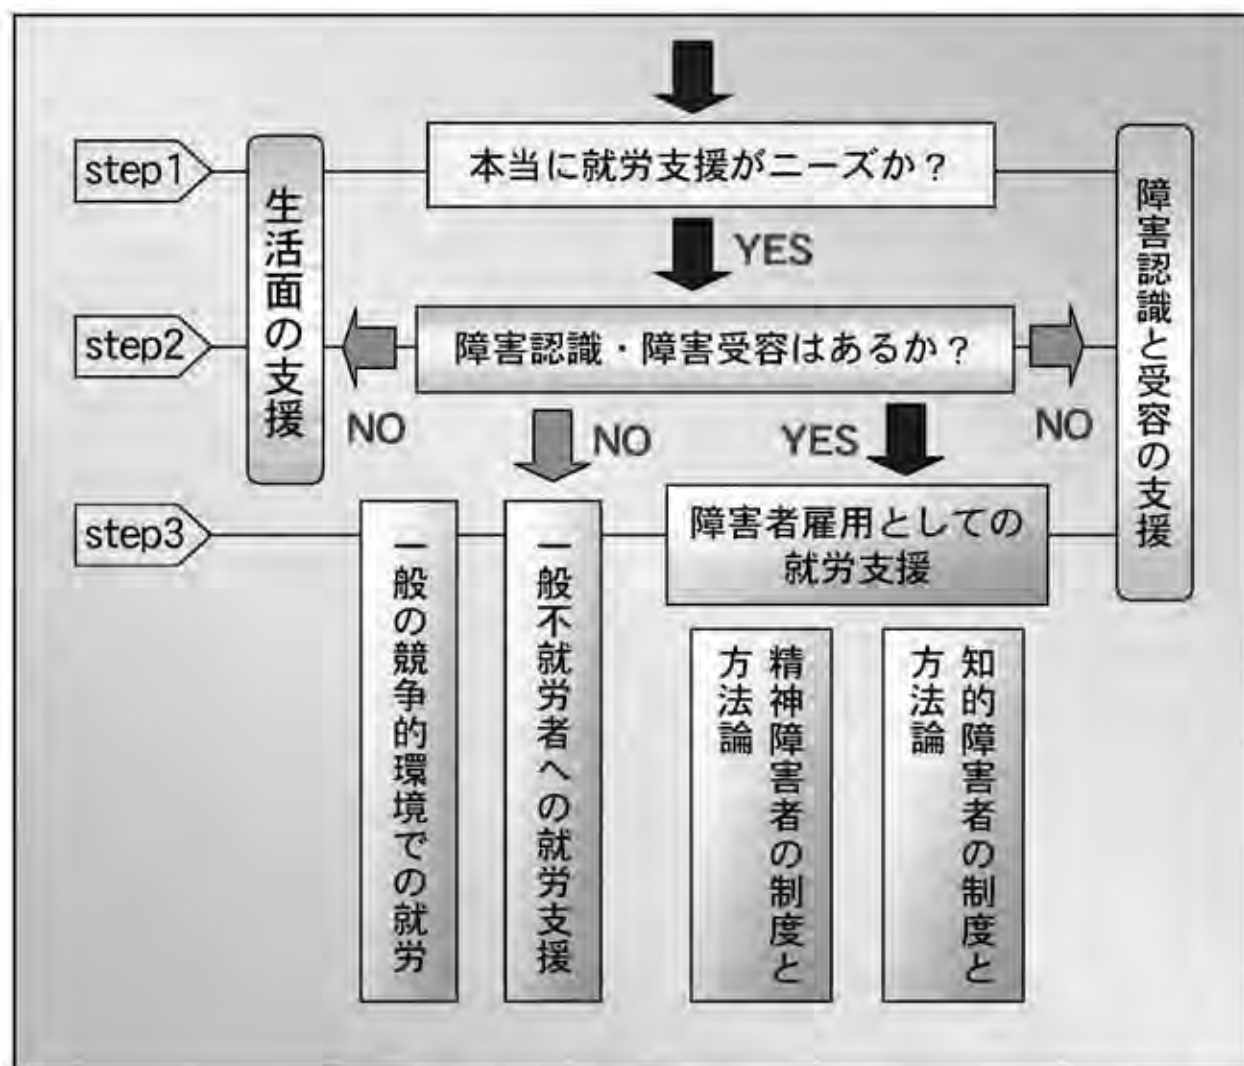 step1
本当に就労支援がニーズか？
生活面の支援
障害認識と受容の支援
YES
step2
障害認識・障害受容はあるか？
NO
NO
YES
NO
step3
一般の競争的環境での就労
一般不就労者への就労支援
障害者雇用としての
就労支援
精神障害者の制度と
方法論
知的障害者の制度と
方法論